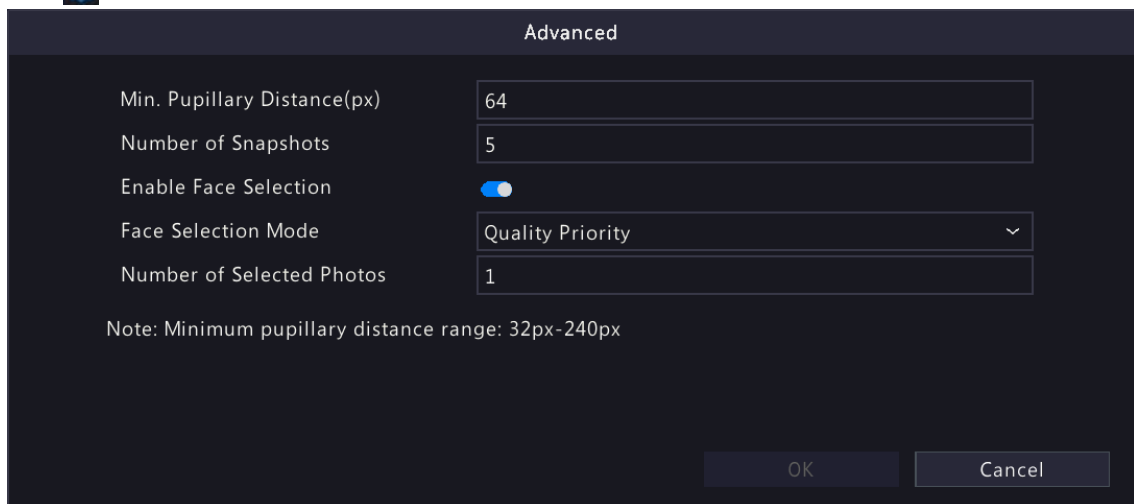 Advanced
Min. Pupillary Distance(px) 64
Number of Snapshots 5
Enable Face Selection
Face Selection Mode Quality Priority
Number of Selected Photos 1
Note: Minimum pupillary distance range: 32px-240px
OK Cancel